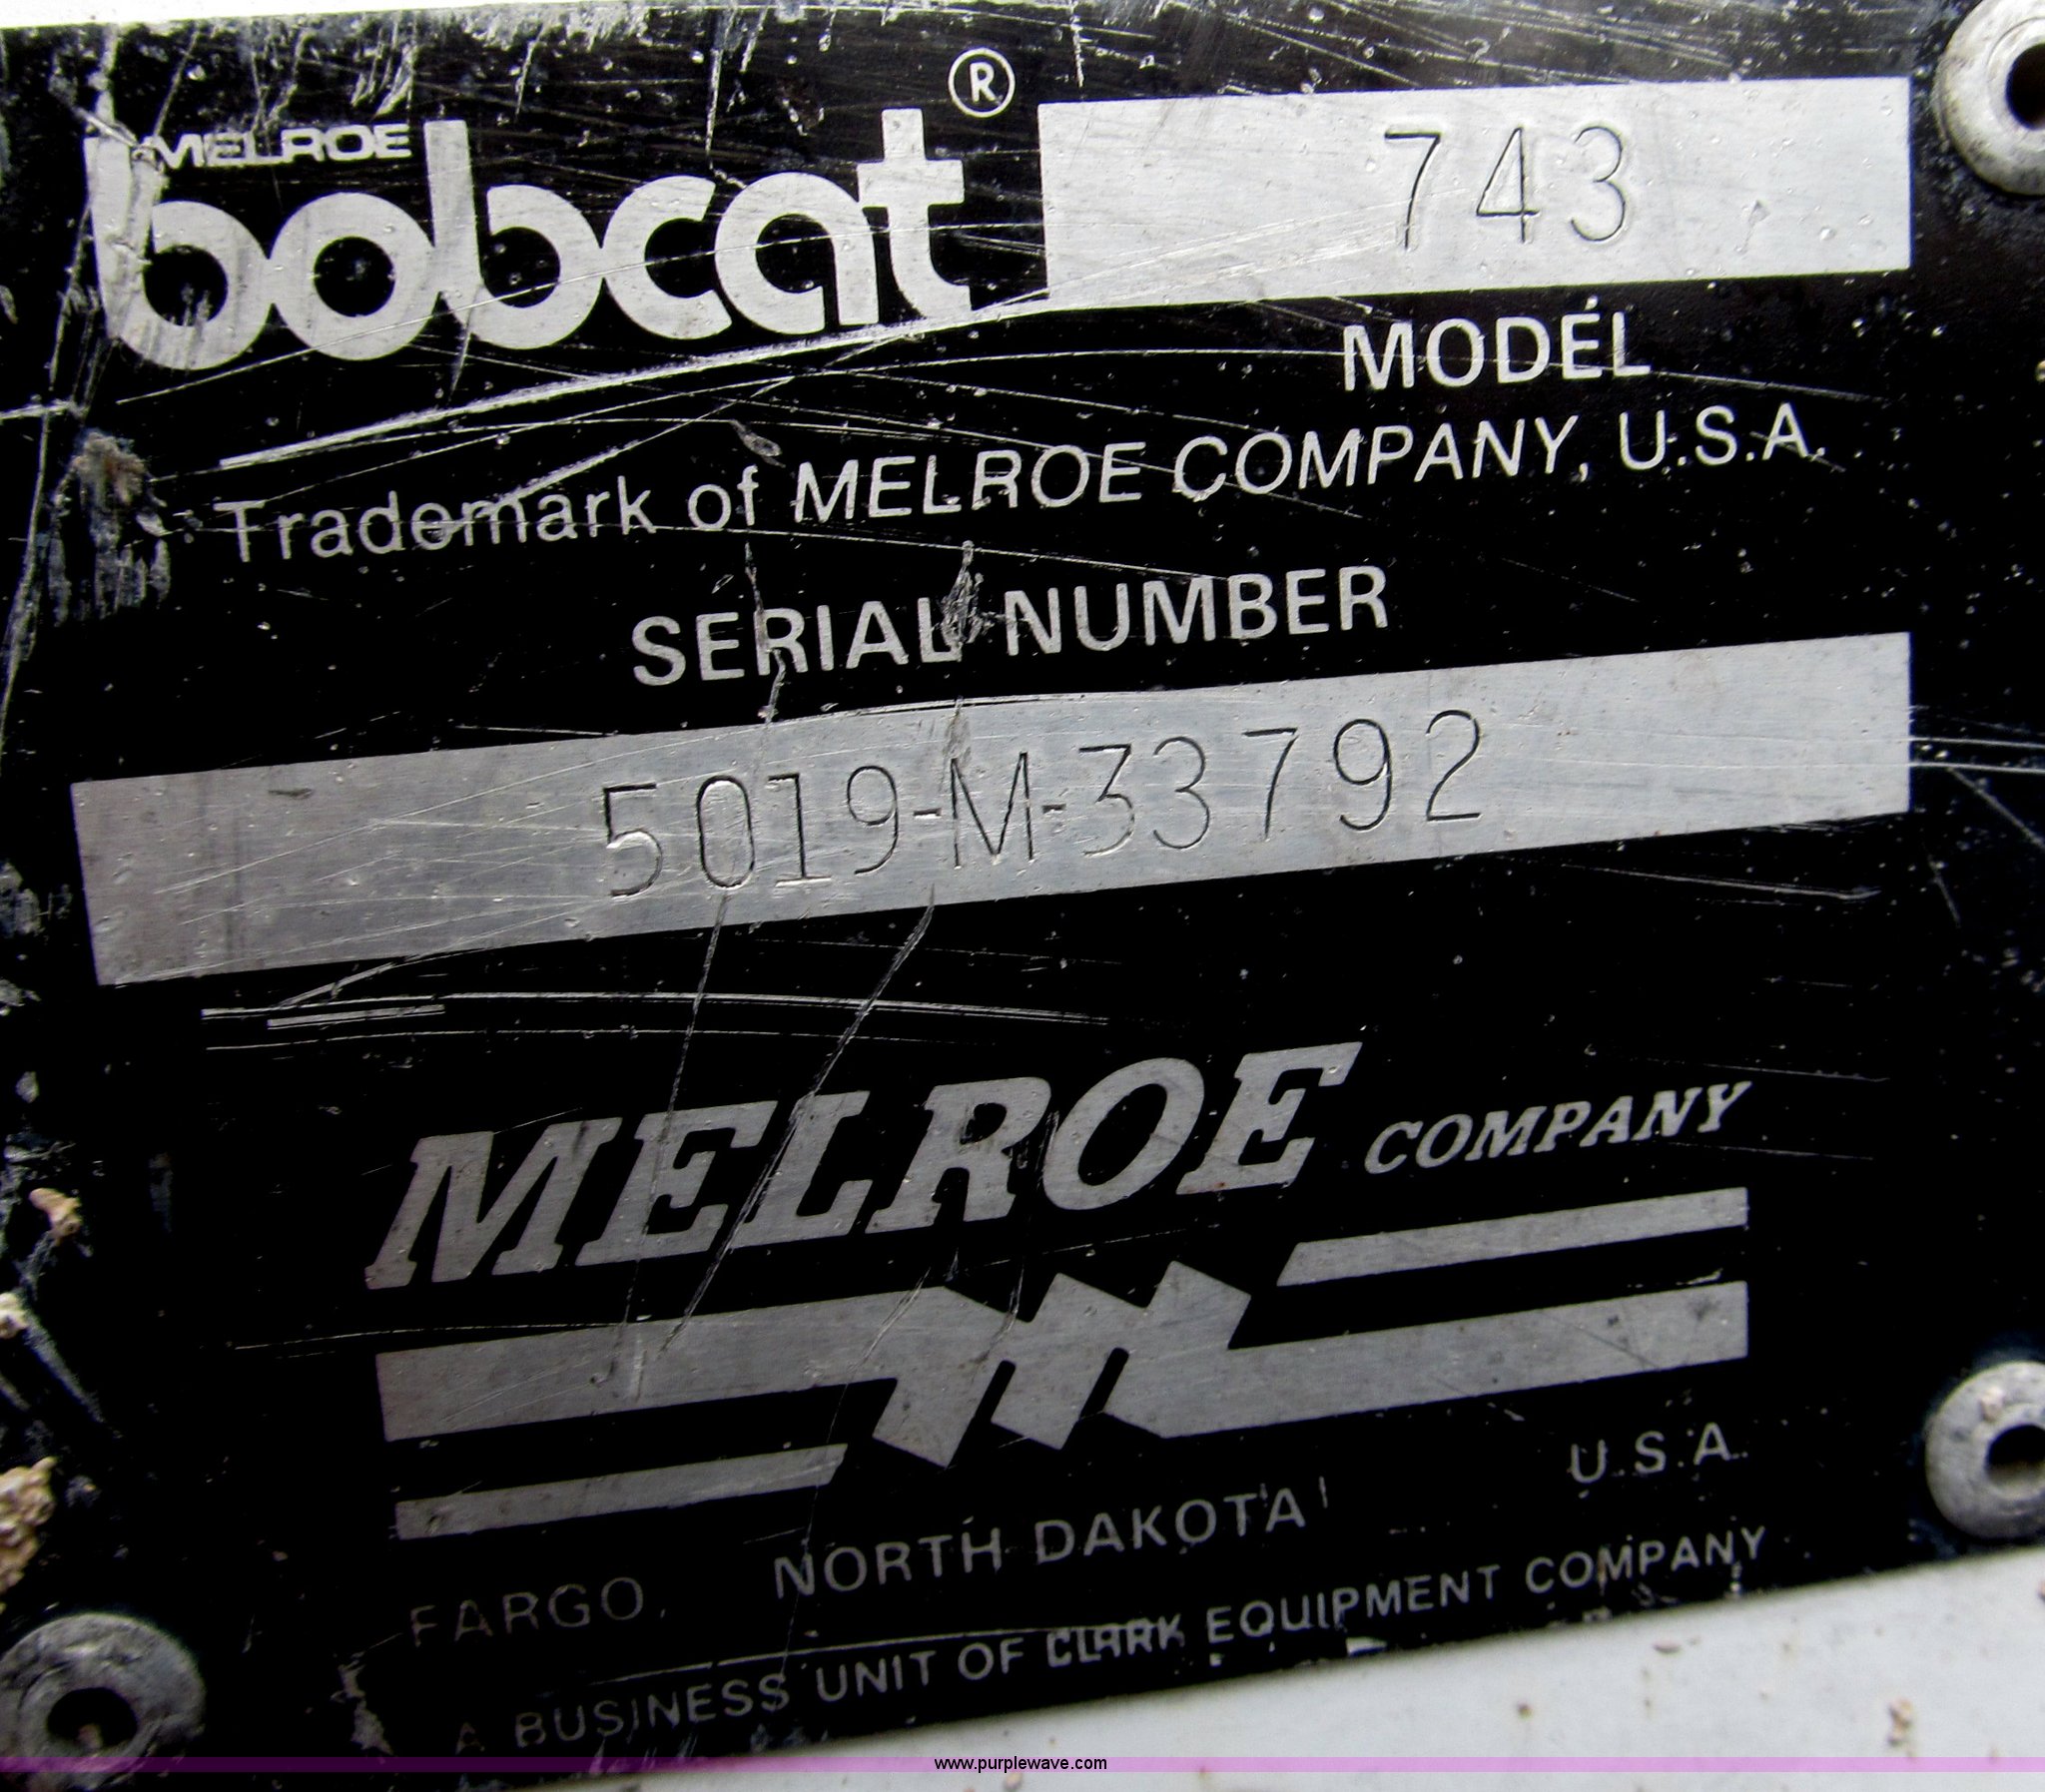 MELROE
bobcat® 743
MODEL
Trademark of MELROE COMPANY, U.S.A.
SERIAL NUMBER
5019-M-33792
MELROE COMPANY
FARGO, NORTH DAKOTA U.S.A.
A BUSINESS UNIT OF CLARK EQUIPMENT COMPANY
www.purplewave.com